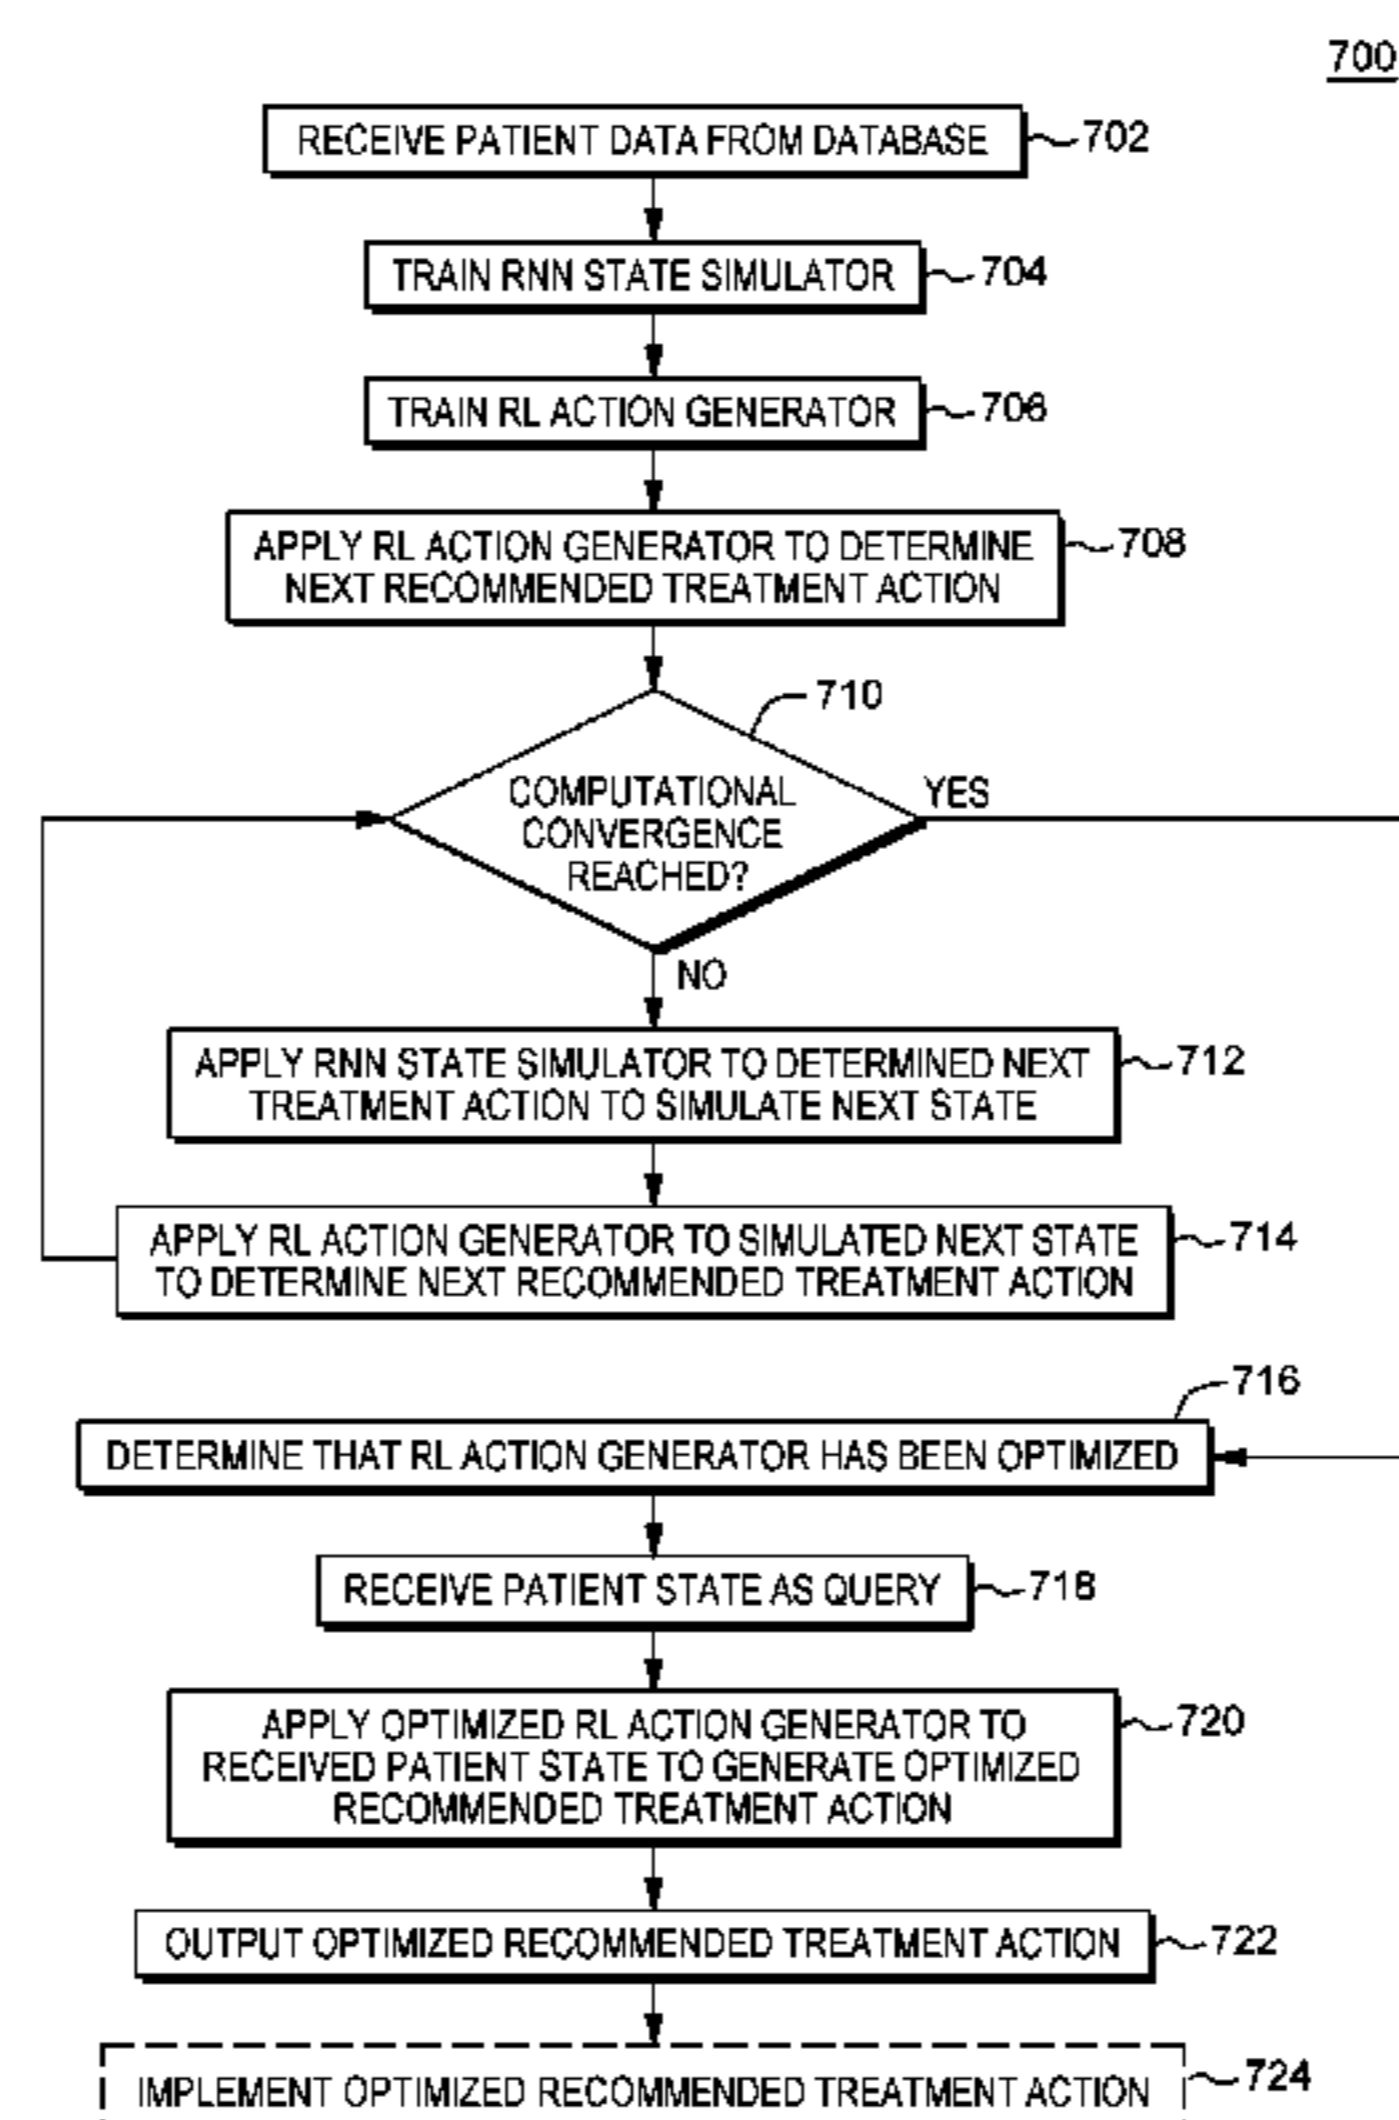 700
RECEIVE PATIENT DATA FROM DATABASE
702
TRAIN RNN STATE SIMULATOR
704
TRAIN RL ACTION GENERATOR
706
APPLY RL ACTION GENERATOR TO DETERMINE
NEXT RECOMMENDED TREATMENT ACTION
708
710
COMPUTATIONAL
CONVERGENCE
REACHED?
YES
NO
APPLY RNN STATE SIMULATOR TO DETERMINED NEXT
TREATMENT ACTION TO SIMULATE NEXT STATE
712
APPLY RL ACTION GENERATOR TO SIMULATED NEXT STATE
TO DETERMINE NEXT RECOMMENDED TREATMENT ACTION
714
716
DETERMINE THAT RL ACTION GENERATOR HAS BEEN OPTIMIZED
RECEIVE PATIENT STATE AS QUERY
718
APPLY OPTIMIZED RL ACTION GENERATOR TO
RECEIVED PATIENT STATE TO GENERATE OPTIMIZED
RECOMMENDED TREATMENT ACTION
720
OUTPUT OPTIMIZED RECOMMENDED TREATMENT ACTION
722
IMPLEMENT OPTIMIZED RECOMMENDED TREATMENT ACTION
724